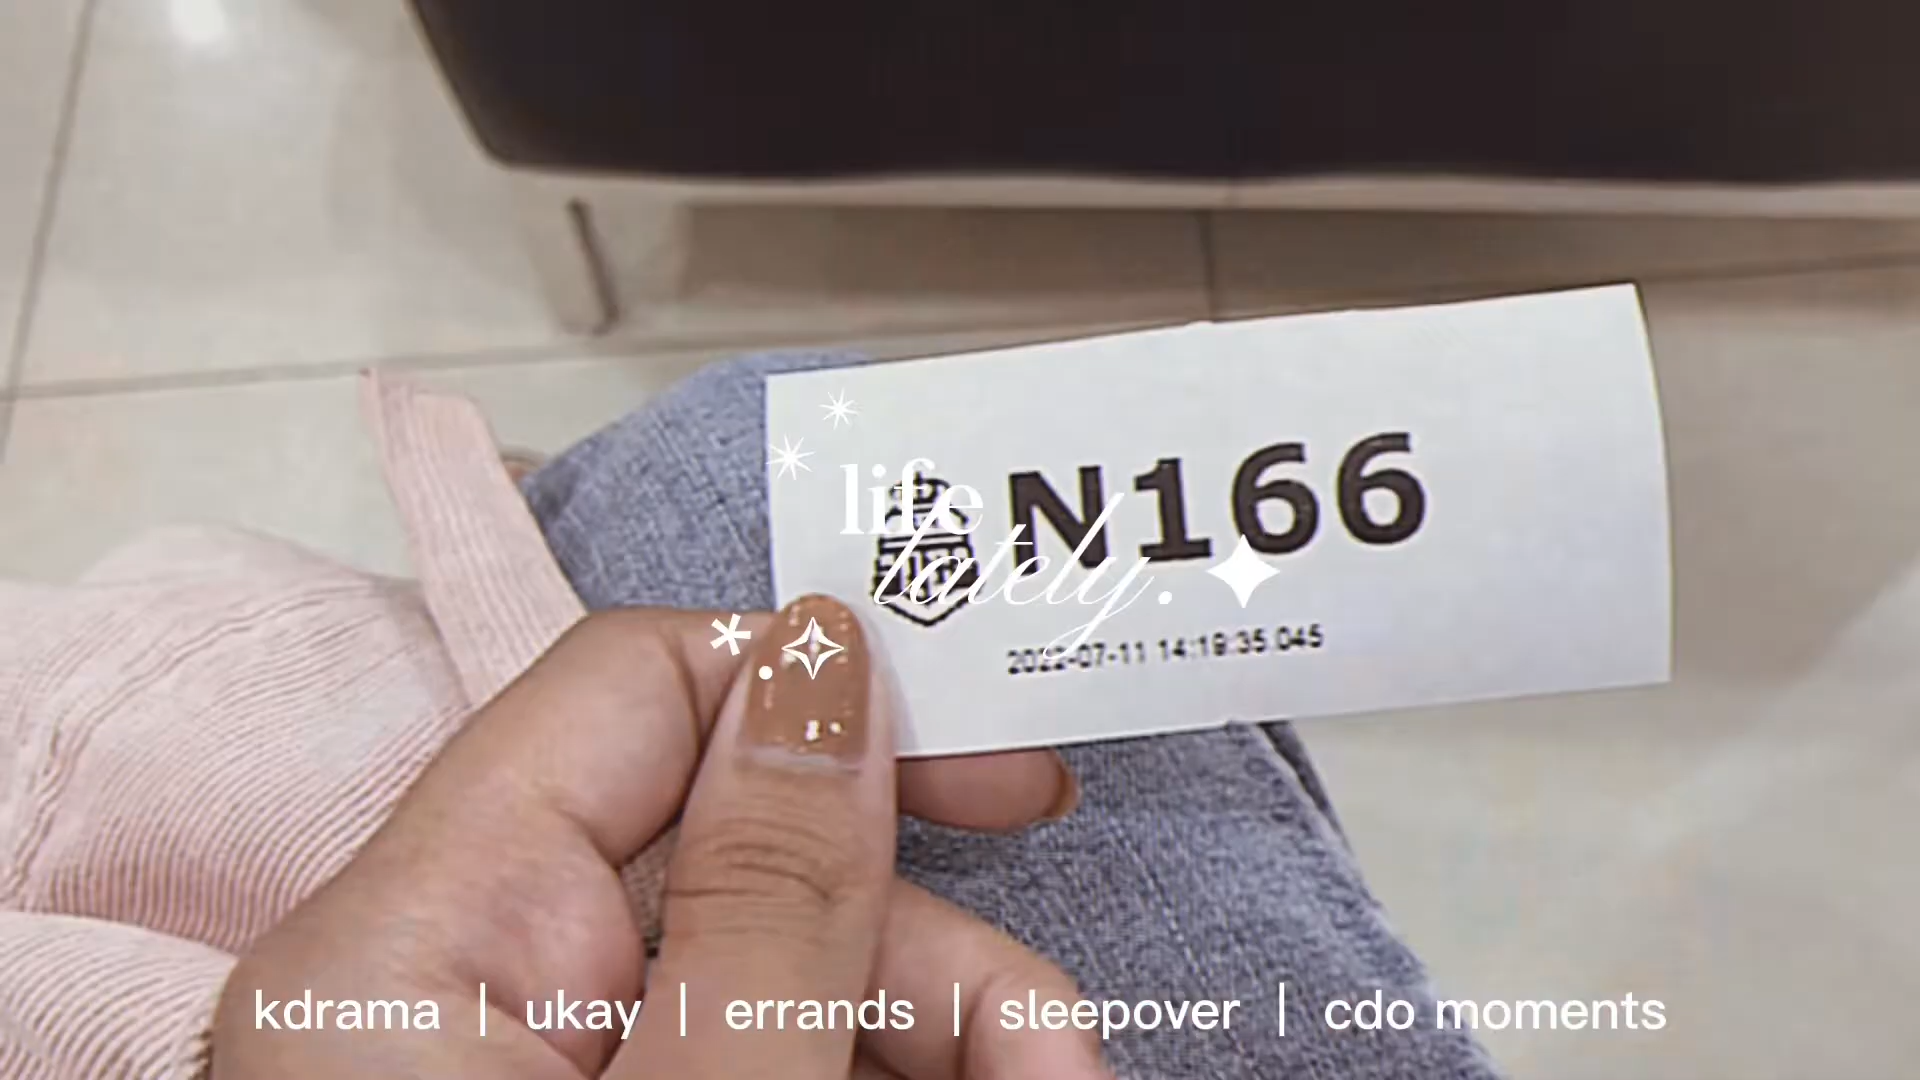 life
lately.
N166
2022-07-11 14:19:35.045
kdrama | ukay | errands | sleepover | cdo moments